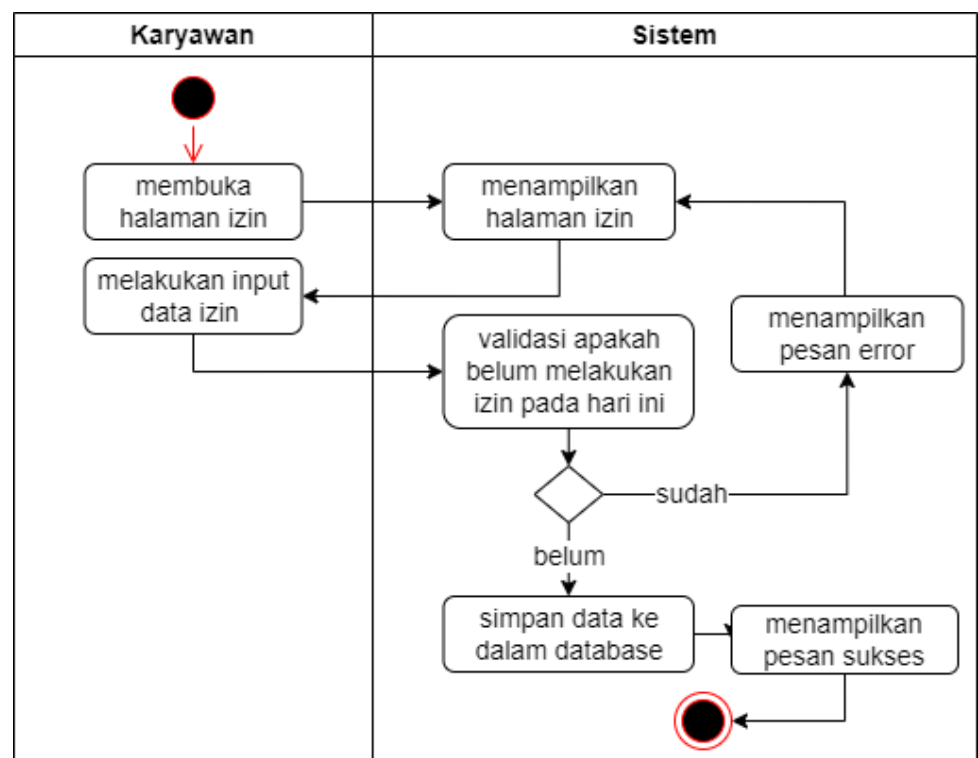 Karyawan
Sistem
membuka
halaman izin
menampilkan
halaman izin
melakukan input
data izin
validasi apakah
belum melakukan
izin pada hari ini
menampilkan
pesan error
sudah
belum
simpan data ke
dalam database
menampilkan
pesan sukses